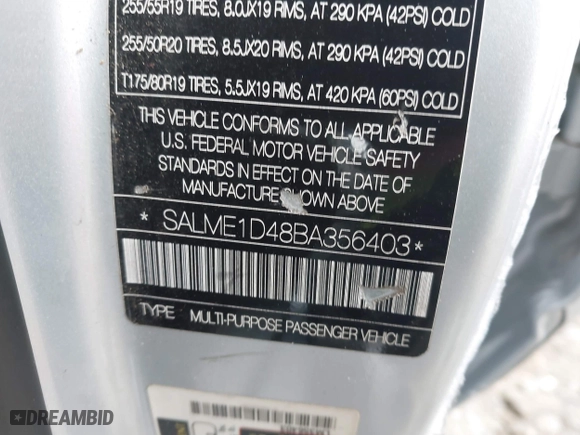 255/55R19 TIRES, 8.0JX19 RIMS, AT 290 KPA (42PSI) COLD
255/50R20 TIRES, 8.5JX20 RIMS, AT 290 KPA (42PSI) COLD
T175/80R19 TIRES, 5.5JX19 RIMS, AT 420 KPA (60PSI) COLD
THIS VEHICLE CONFORMS TO ALL APPLICABLE
U.S. FEDERAL MOTOR VEHICLE SAFETY
STANDARDS IN EFFECT ON THE DATE OF
MANUFACTURE SHOWN ABOVE
* SALME1D48BA356403 *
TYPE MULTI-PURPOSE PASSENGER VEHICLE
DREAMBID